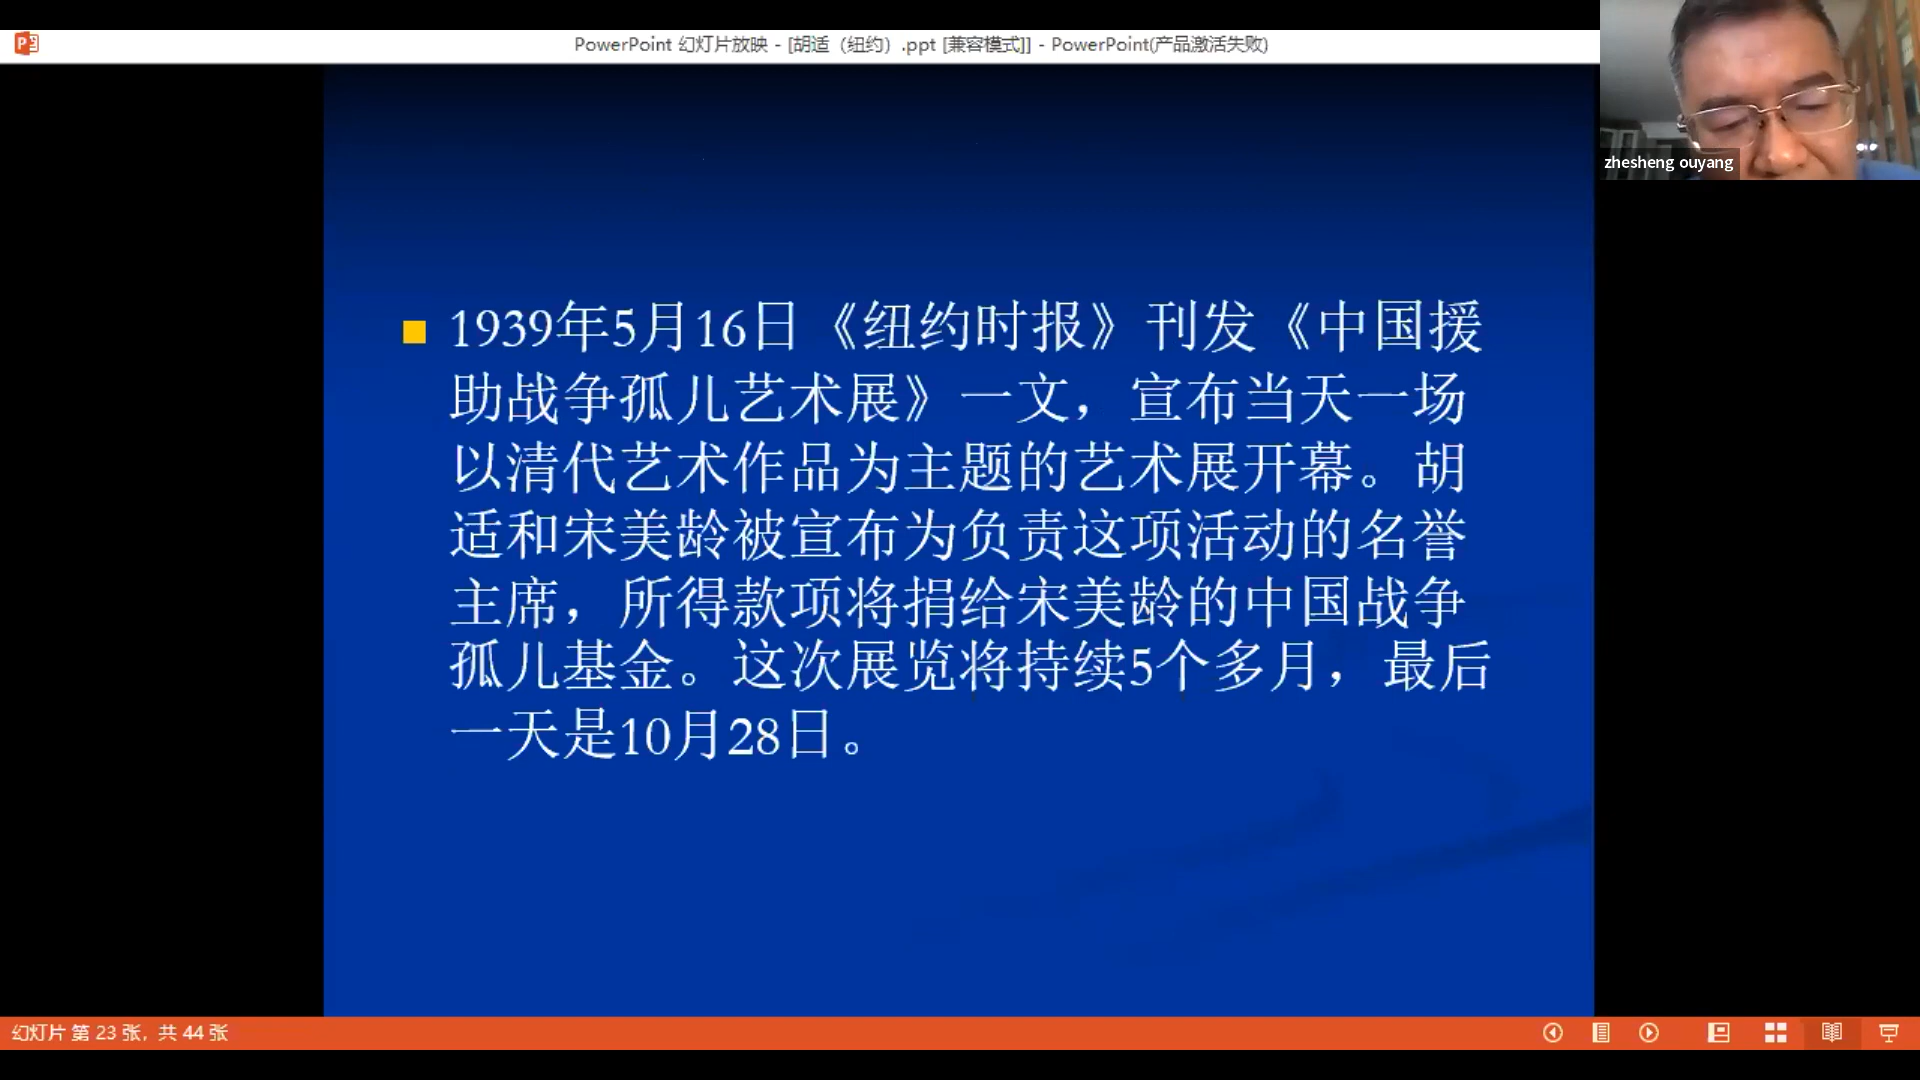 PowerPoint 幻灯片放映 - [胡适（纽约）.ppt [兼容模式]] - PowerPoint(产品激活失败)
zhesheng ouyang
1939年5月16日《纽约时报》刊发《中国援
助战争孤儿艺术展》一文，宣布当天一场
以清代艺术作品为主题的艺术展开幕。胡
适和宋美龄被宣布为负责这项活动的名誉
主席，所得款项将捐给宋美龄的中国战争
孤儿基金。这次展览将持续5个多月，最后
一天是10月28日。
幻灯片 第 23 张，共 44 张